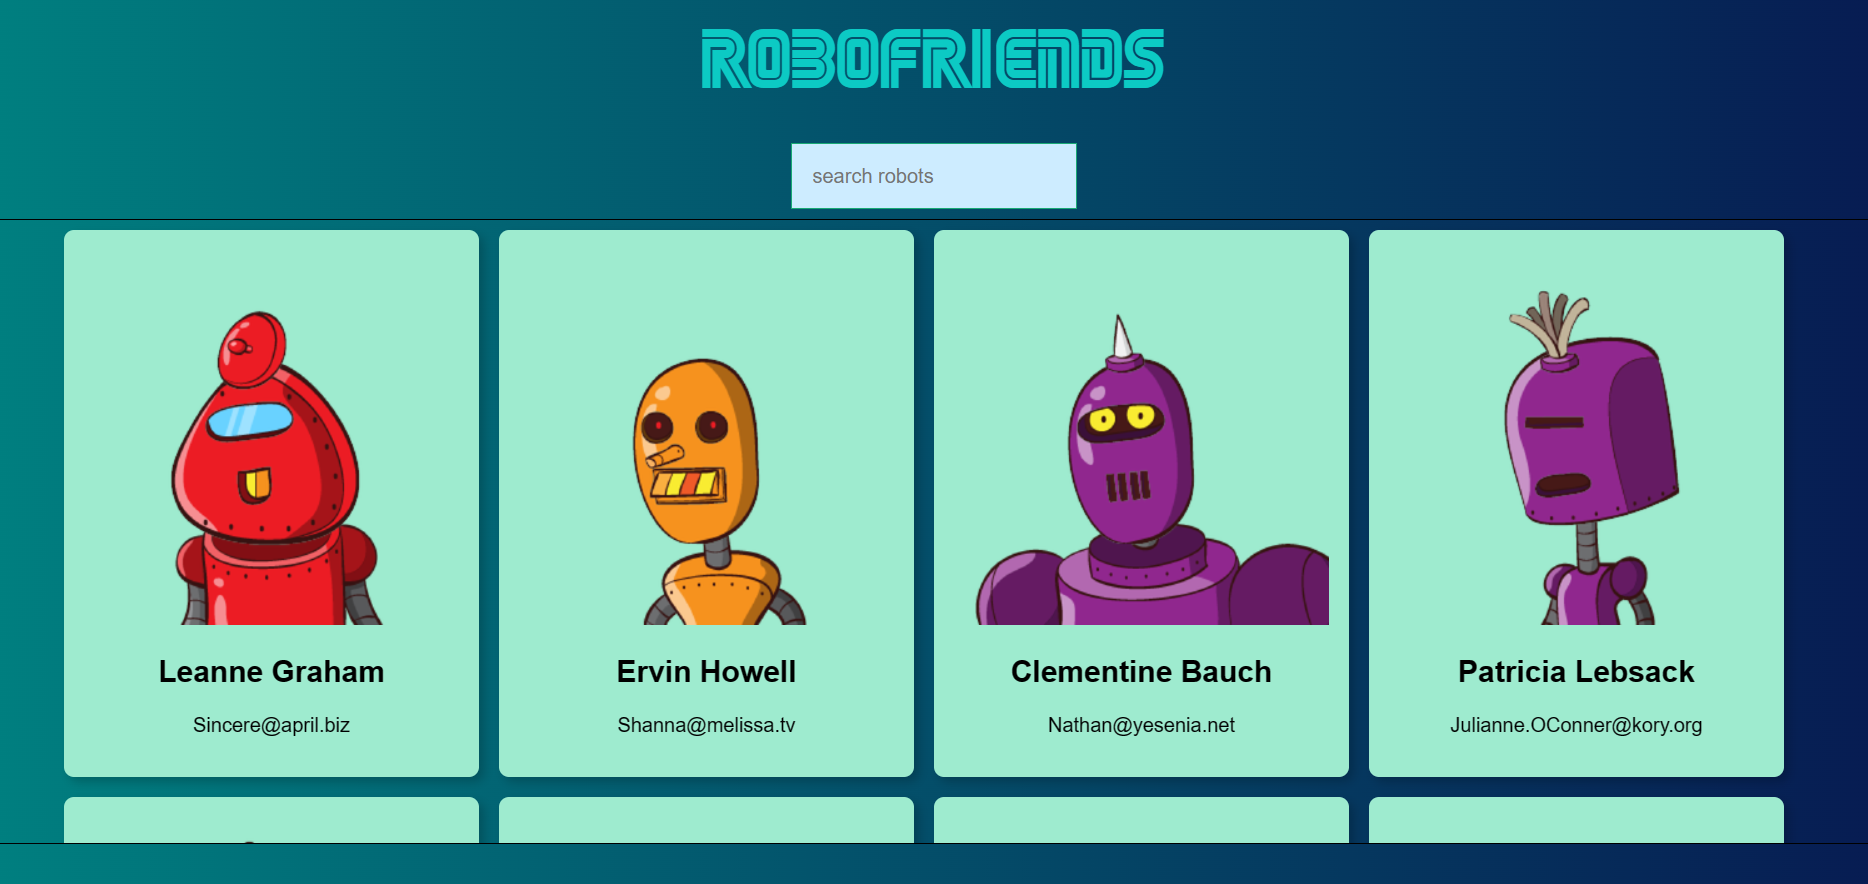 ROBOFRIENDS
search robots
Leanne Graham
Sincere@april.biz
Ervin Howell
Shanna@melissa.tv
Clementine Bauch
Nathan@yesenia.net
Patricia Lebsack
Julianne.OConner@kory.org